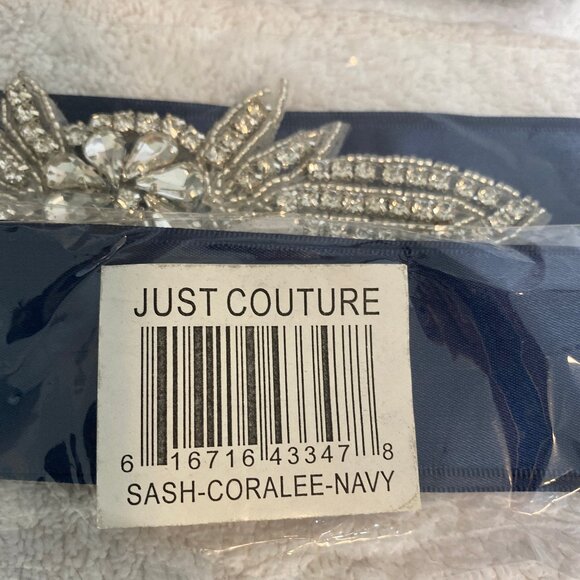 JUST COUTURE
6 16716 43347 8
SASH-CORALEE-NAVY